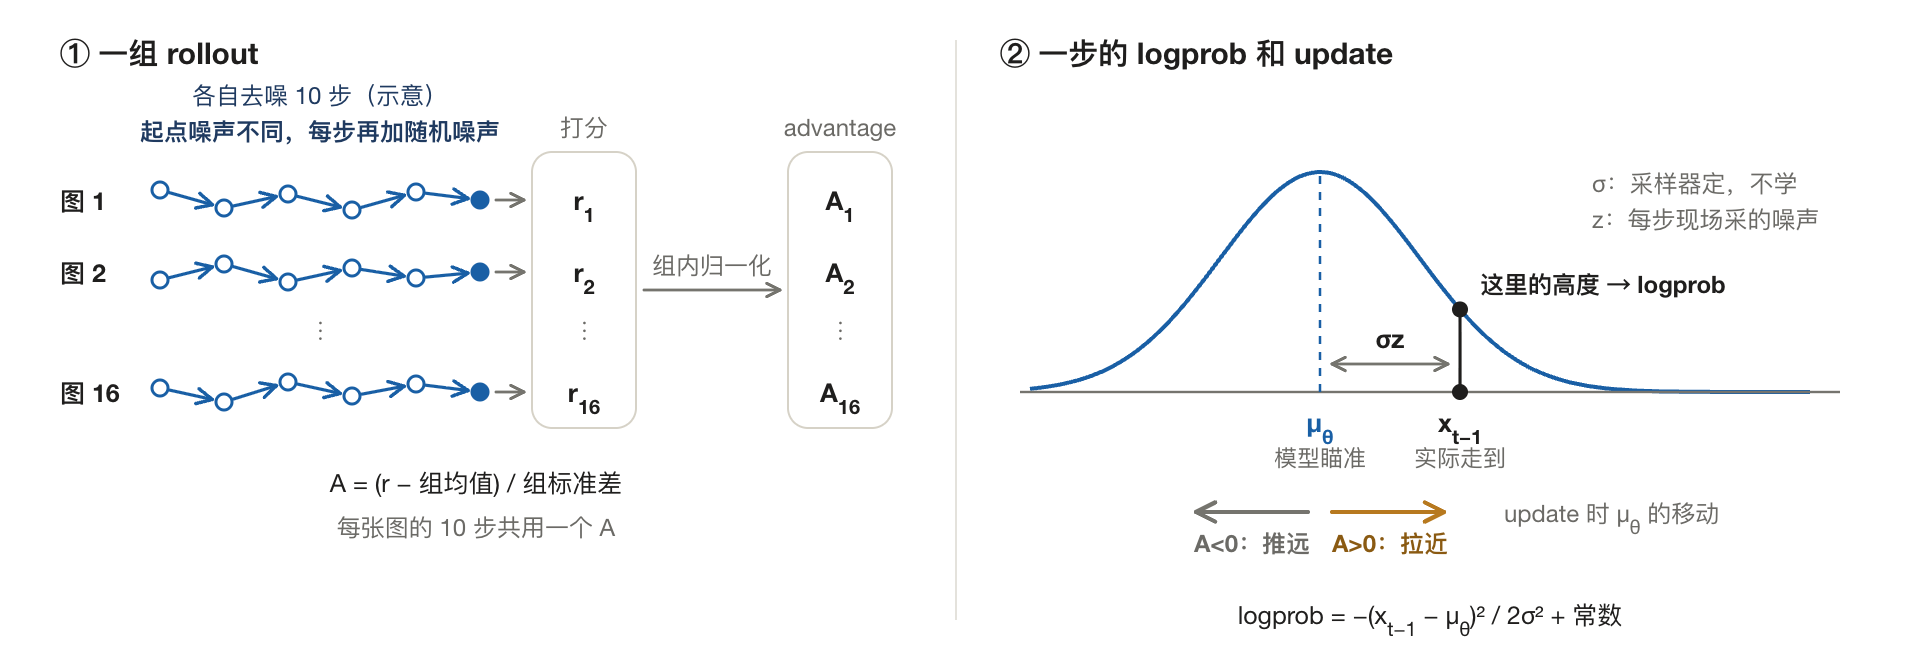 ① 一组 rollout
各自去噪 10 步（示意）
起点噪声不同，每步再加随机噪声
打分
advantage
图 1
r1
A1
图 2
r2
组内归一化
A2
⋮
⋮
⋮
图 16
r16
A16
A = (r − 组均值) / 组标准差
每张图的 10 步共用一个 A
② 一步的 logprob 和 update
σ：采样器定，不学
z：每步现场采的噪声
这里的高度 → logprob
σz
μθ
xt−1
模型瞄准
实际走到
update 时 μθ 的移动
A<0：推远
A>0：拉近
logprob = −(xt−1 − μθ)² / 2σ² + 常数